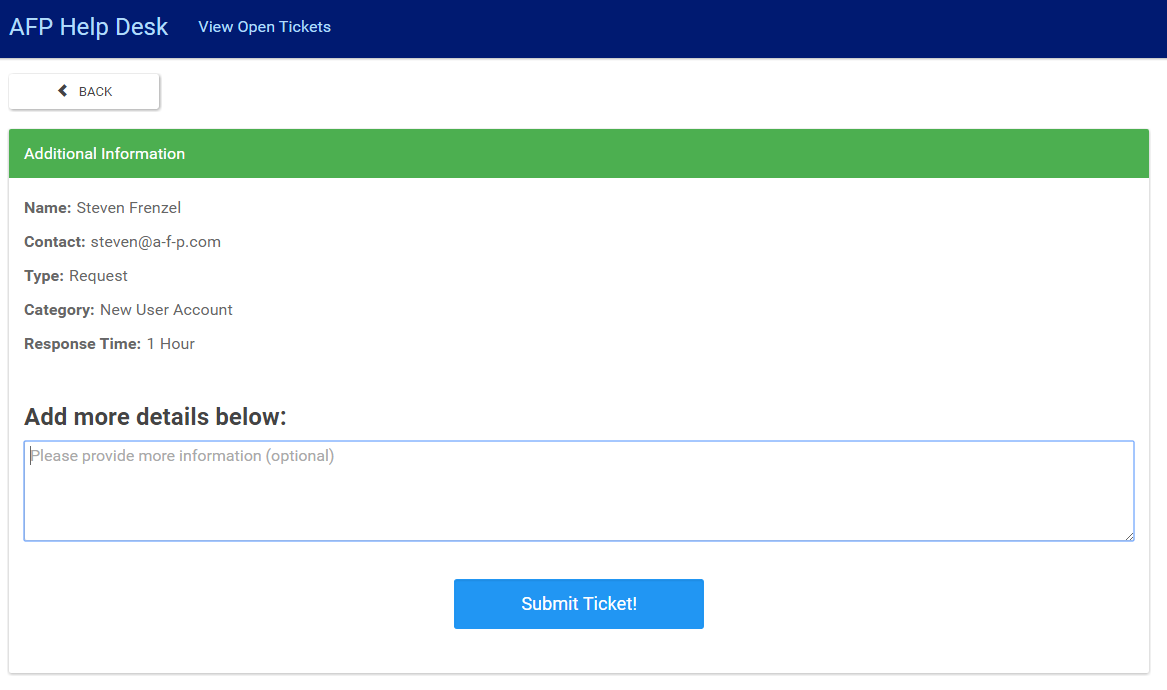 AFP Help Desk View Open Tickets
BACK
Additional Information
Name: Steven Frenzel
Contact: steven@a-f-p.com
Type: Request
Category: New User Account
Response Time: 1 Hour
Add more details below:
Please provide more information (optional)
Submit Ticket!